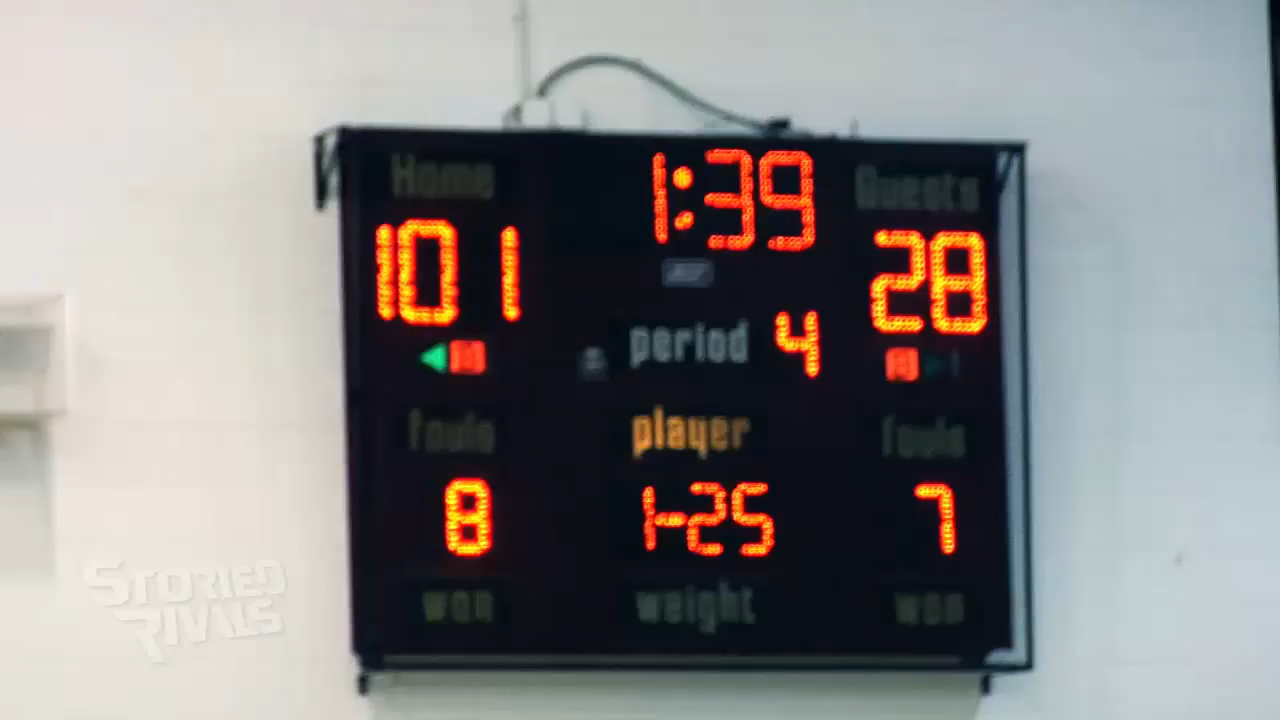 Home 1:39 Guests
101 28
period 4
fouls player fouls
8 1-25 7
won weight won
STORIED
RIVALS